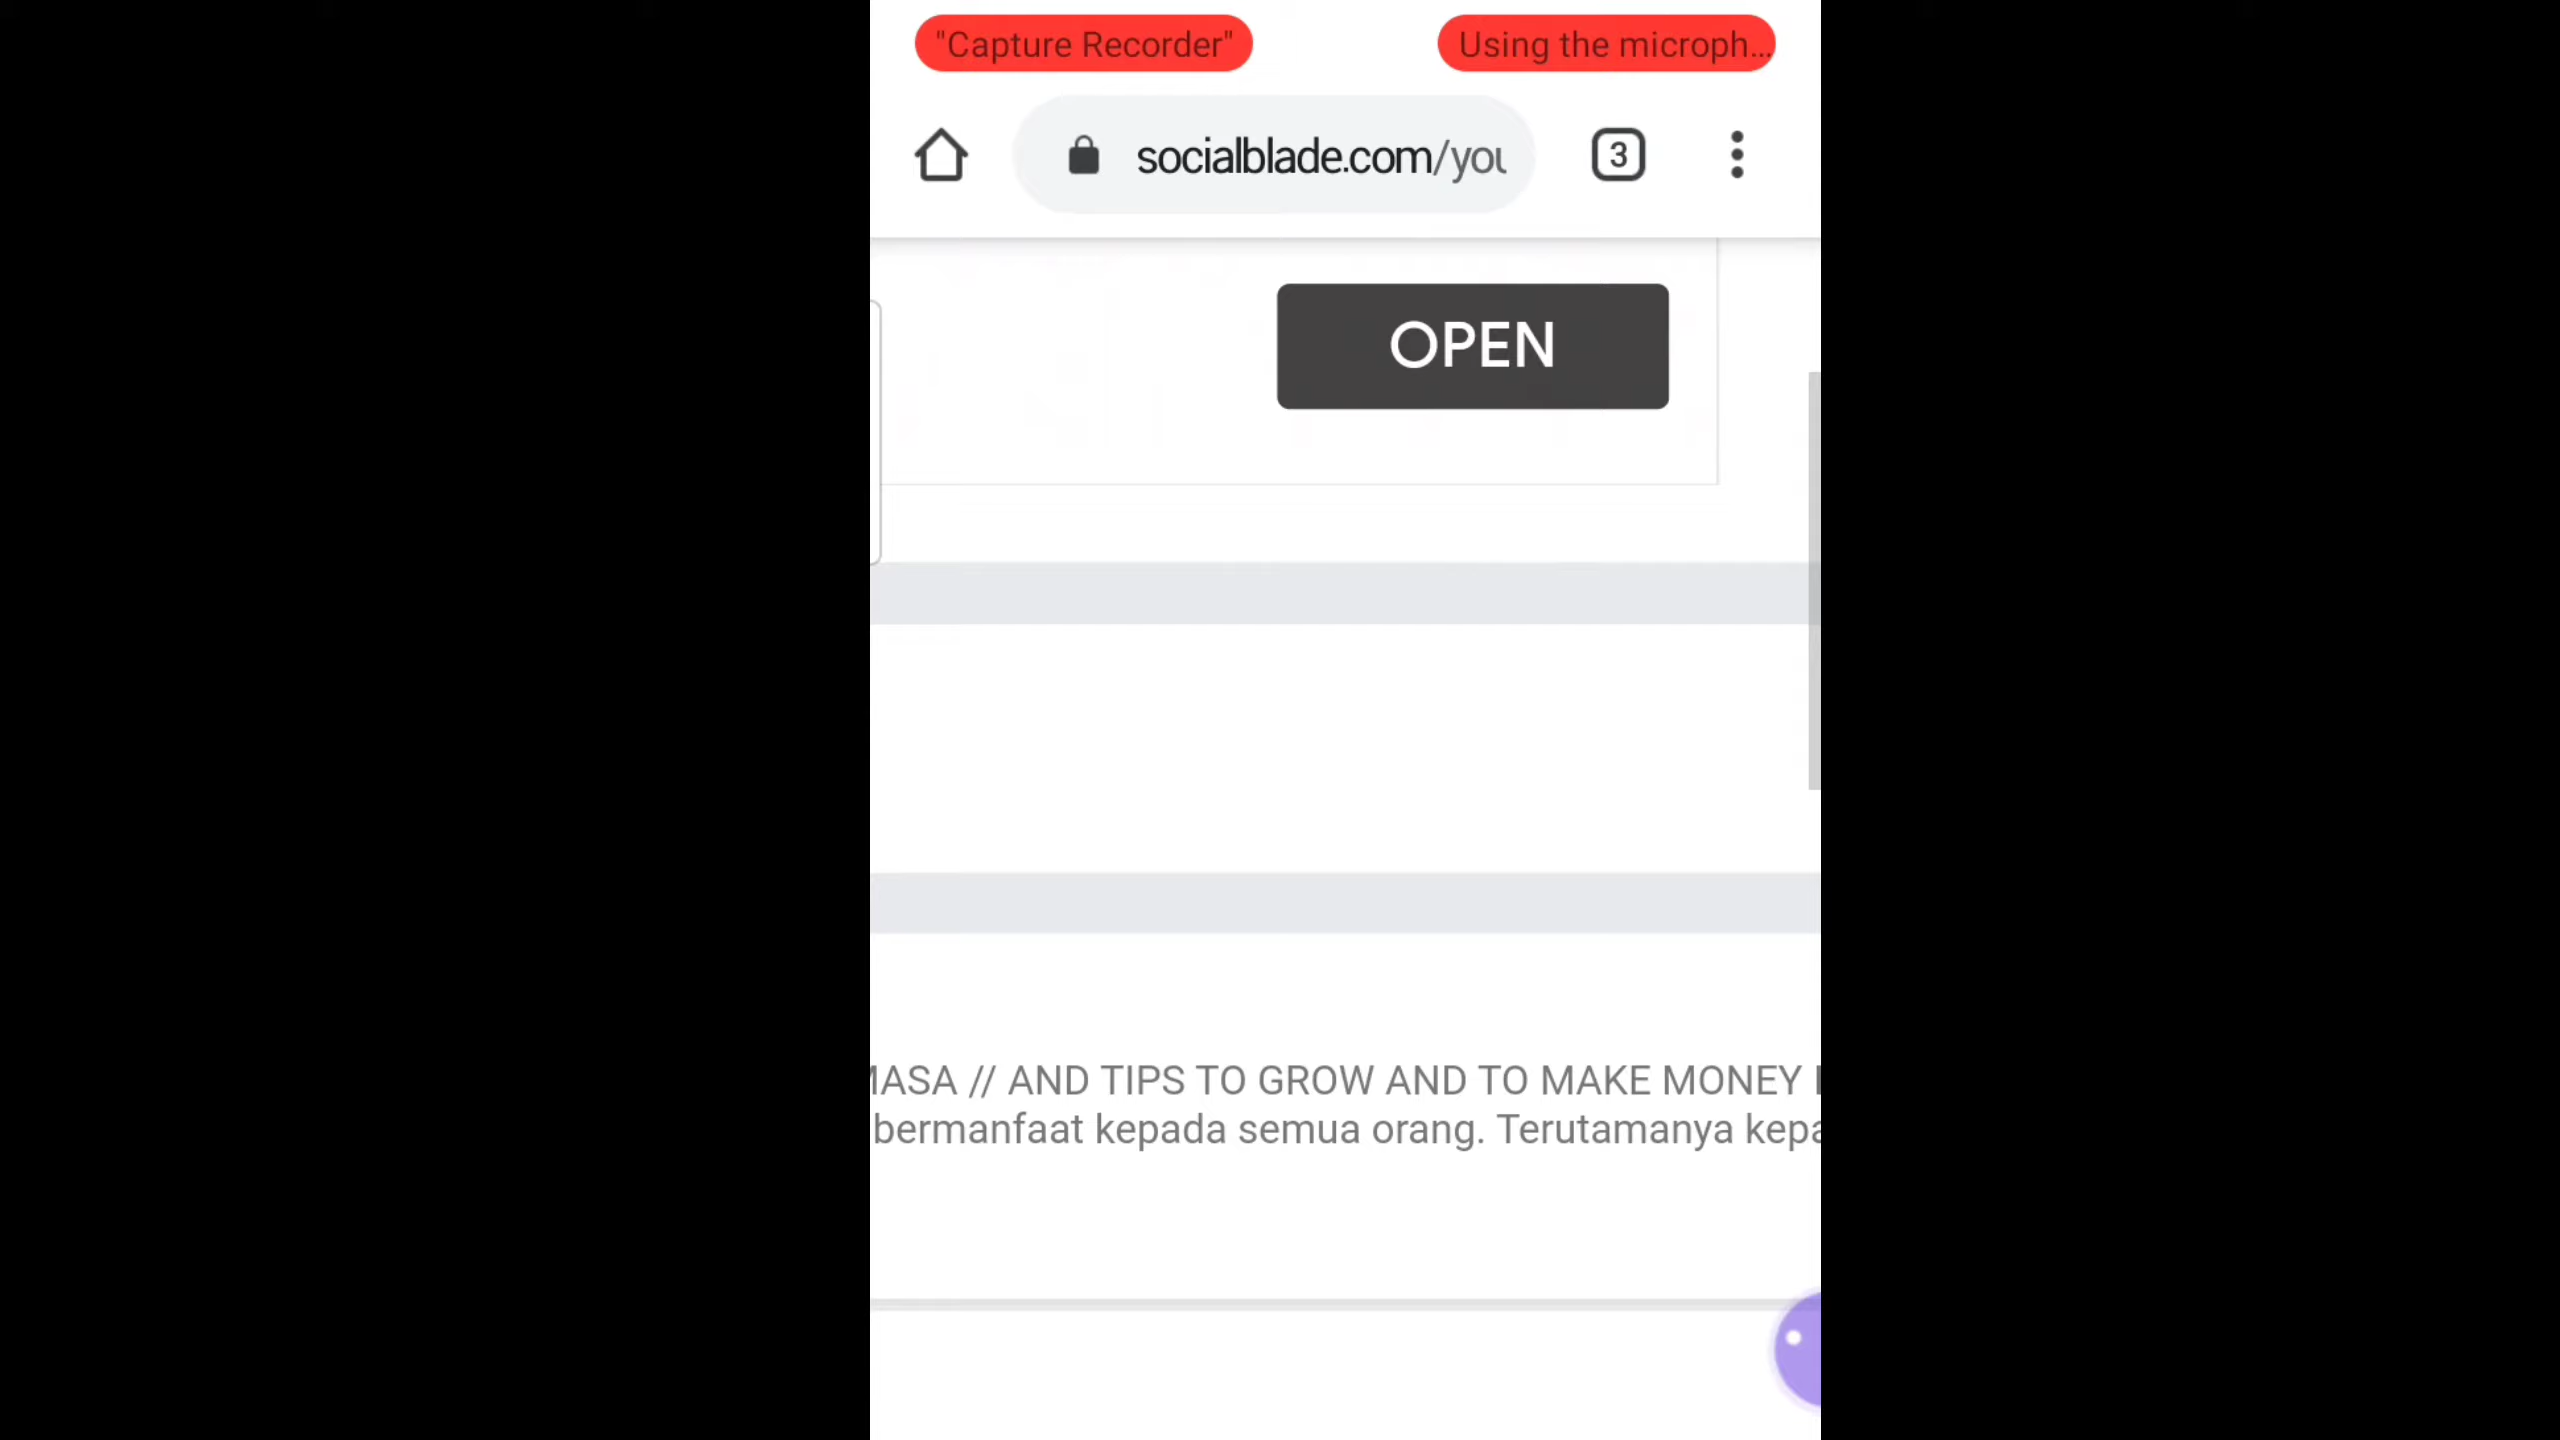 "Capture Recorder"
Using the microph...
socialblade.com/you
3
OPEN
MASA // AND TIPS TO GROW AND TO MAKE MONEY
bermanfaat kepada semua orang. Terutamanya kepa